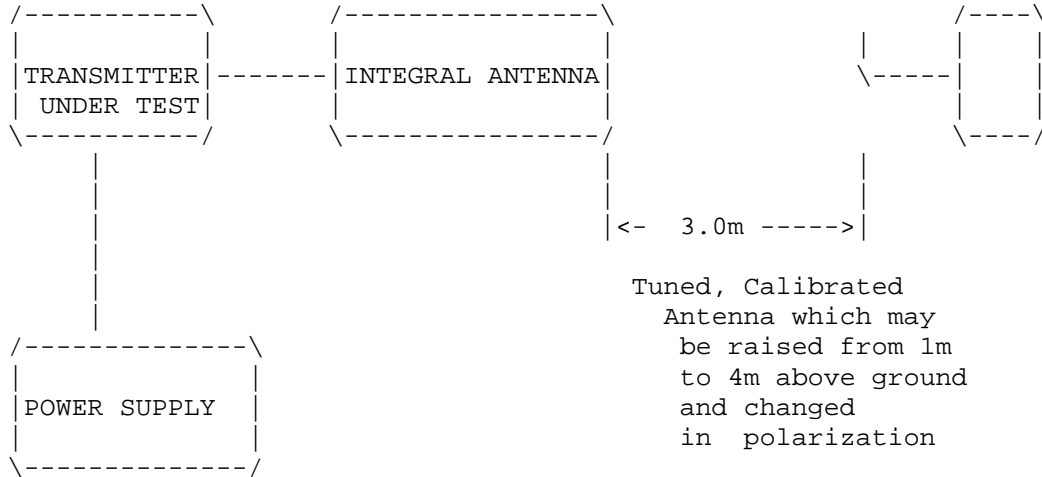 TRANSMITTER
UNDER TEST
INTEGRAL ANTENNA
<- 3.0m ----->
Tuned, Calibrated
Antenna which may
be raised from 1m
to 4m above ground
and changed
in polarization
POWER SUPPLY